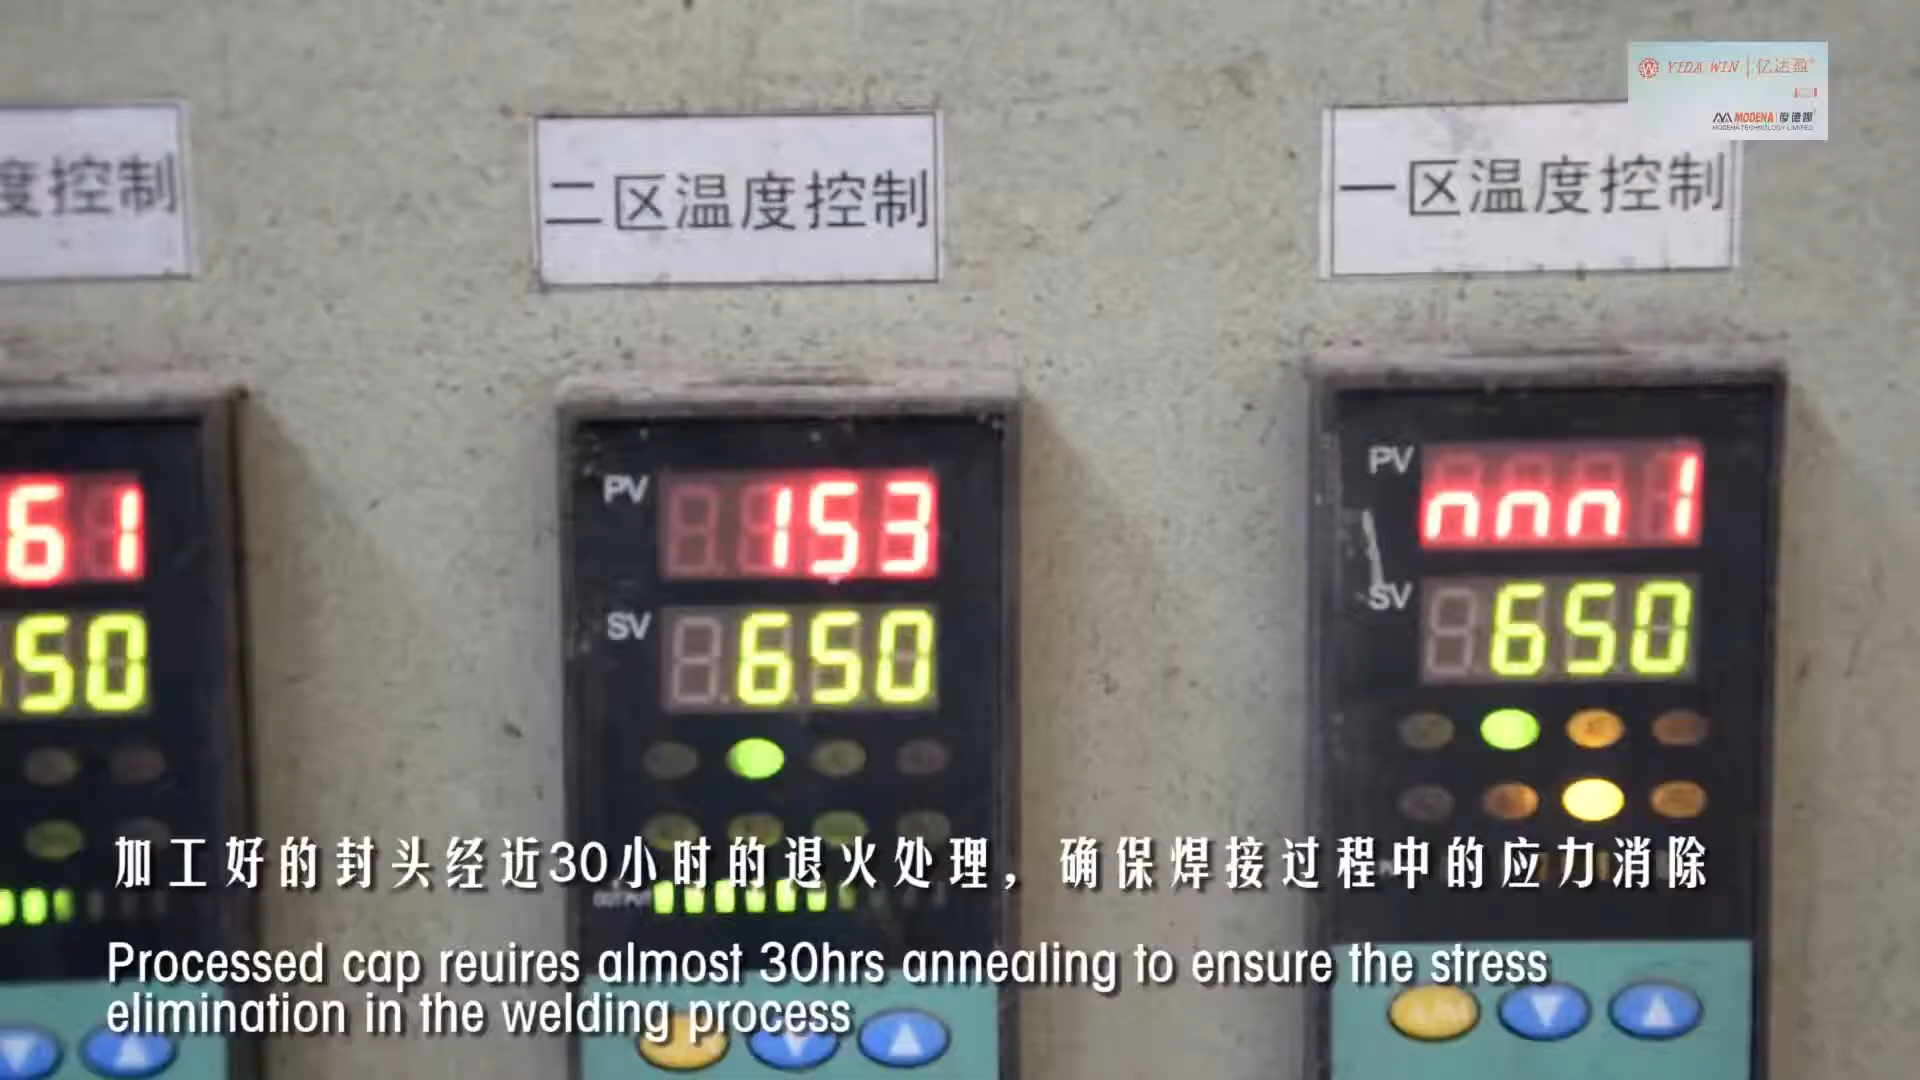 YIDA WIN 亿达盈
MODENA 摩德娜
MODENA TECHNOLOGY LIMITED
度控制
二区温度控制
一区温度控制
61
50
PV 153
SV 650
PV nnn1
SV 650
加工好的封头经近30小时的退火处理，确保焊接过程中的应力消除
OUTPUT
Processed cap reuires almost 30hrs annealing to ensure the stress
elimination in the welding process